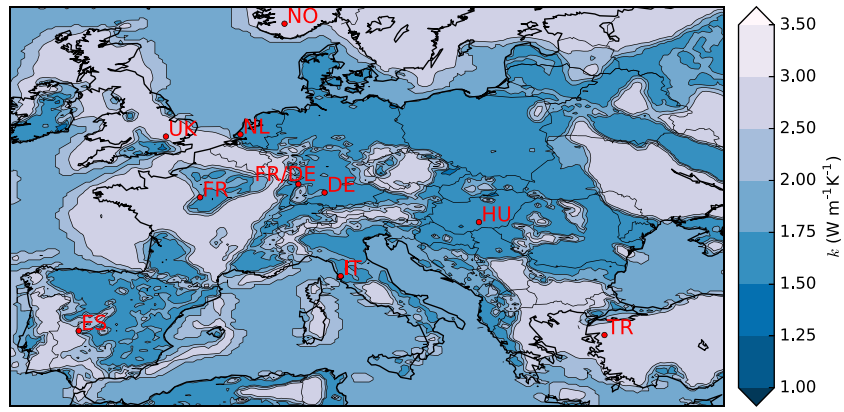 NO
UK
NL
FR/DE
FR
DE
HU
IT
ES
TR
3.50
3.00
2.50
2.00
1.75
1.50
1.25
1.00
k (W m⁻¹K⁻¹)